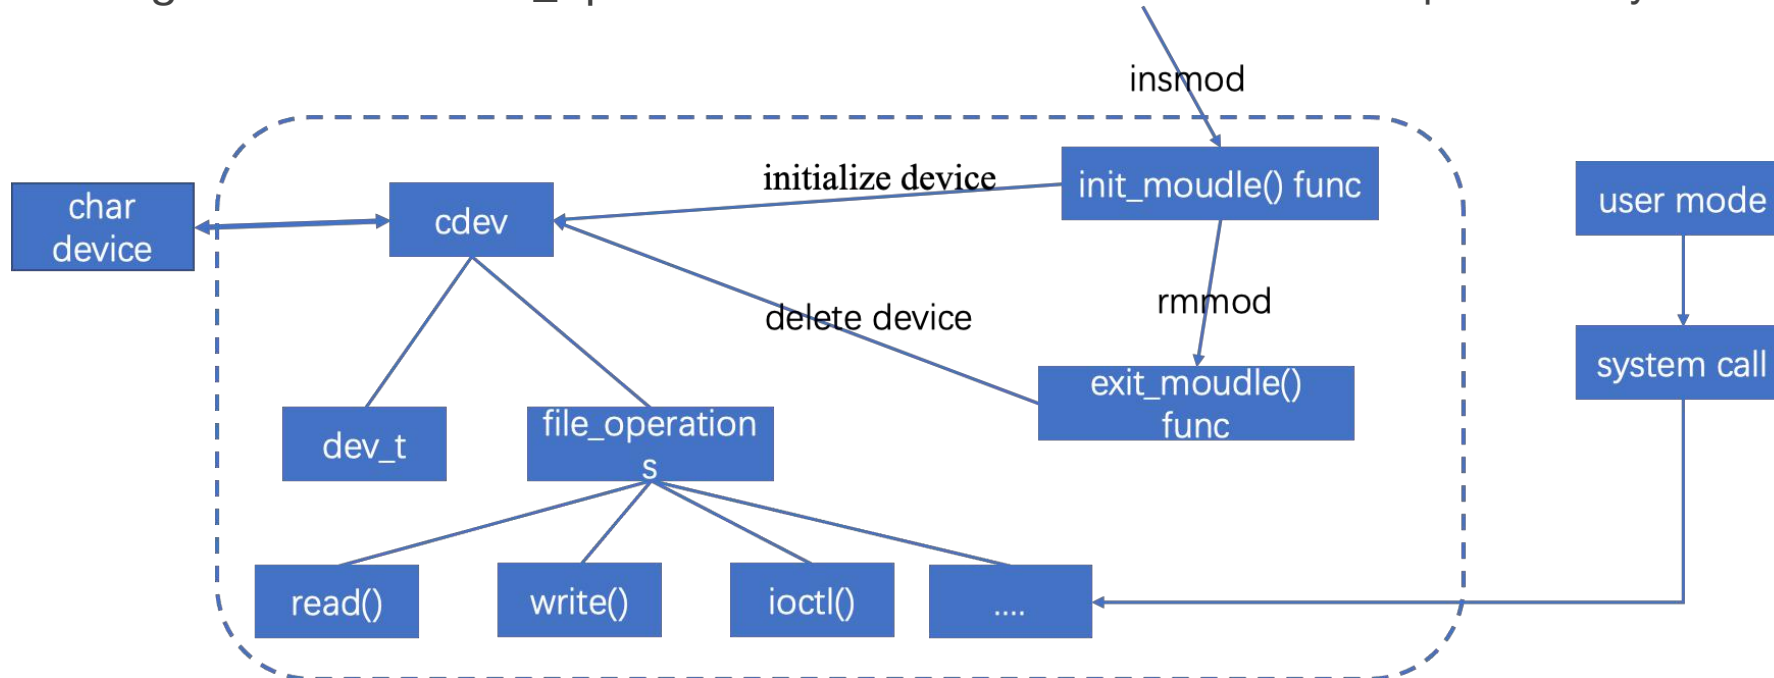 insmod
char
device
cdev
initialize device
init_moudle() func
user mode
delete device
rmmod
system call
exit_moudle()
func
dev_t
file_operation
s
read()
write()
ioctl()
....